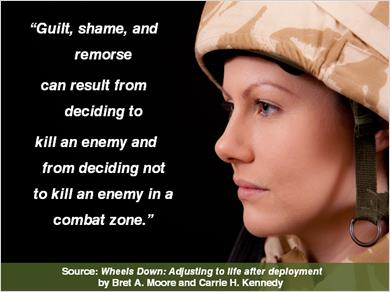 “Guilt, shame, and
remorse
can result from
deciding to
kill an enemy and
from deciding not
to kill an enemy in a
combat zone.”
Source: Wheels Down: Adjusting to life after deployment
by Bret A. Moore and Carrie H. Kennedy